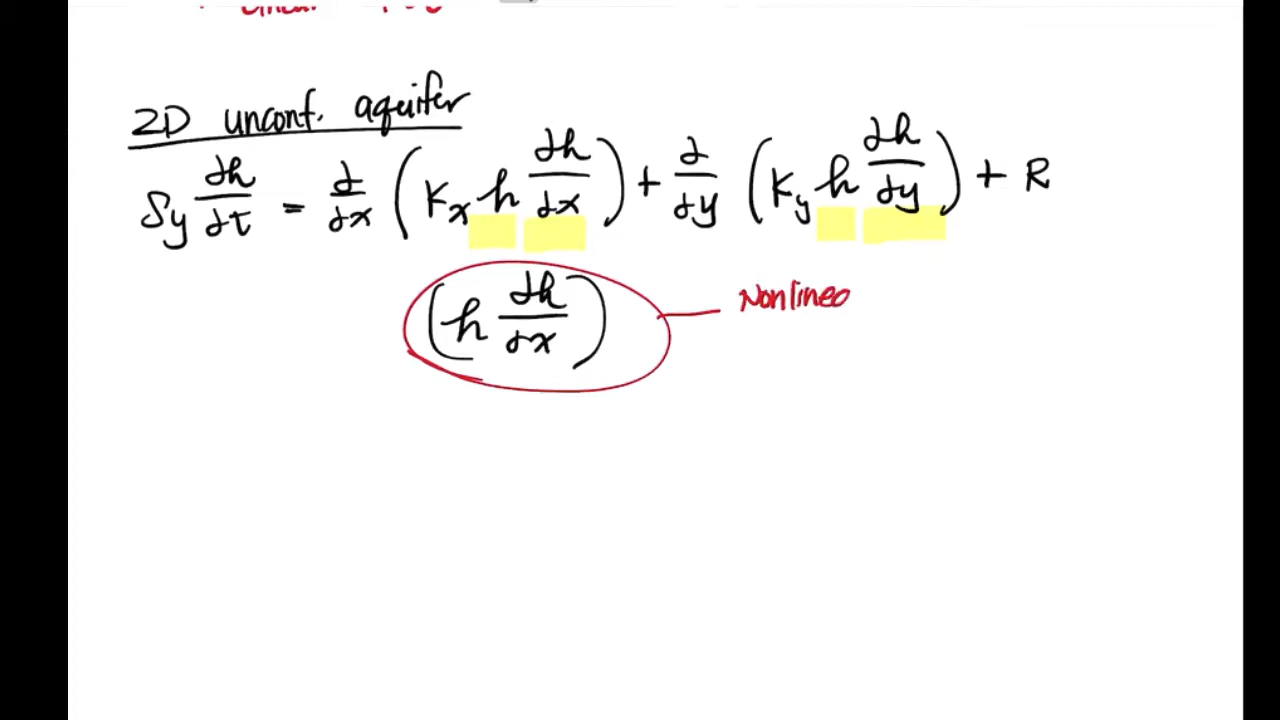 2D unconf. aquifer
Sy ∂h/∂t = ∂/∂x (Kx h ∂h/∂x) + ∂/∂y (Ky h ∂h/∂y) + R
(h ∂h/∂x) Nonlinea